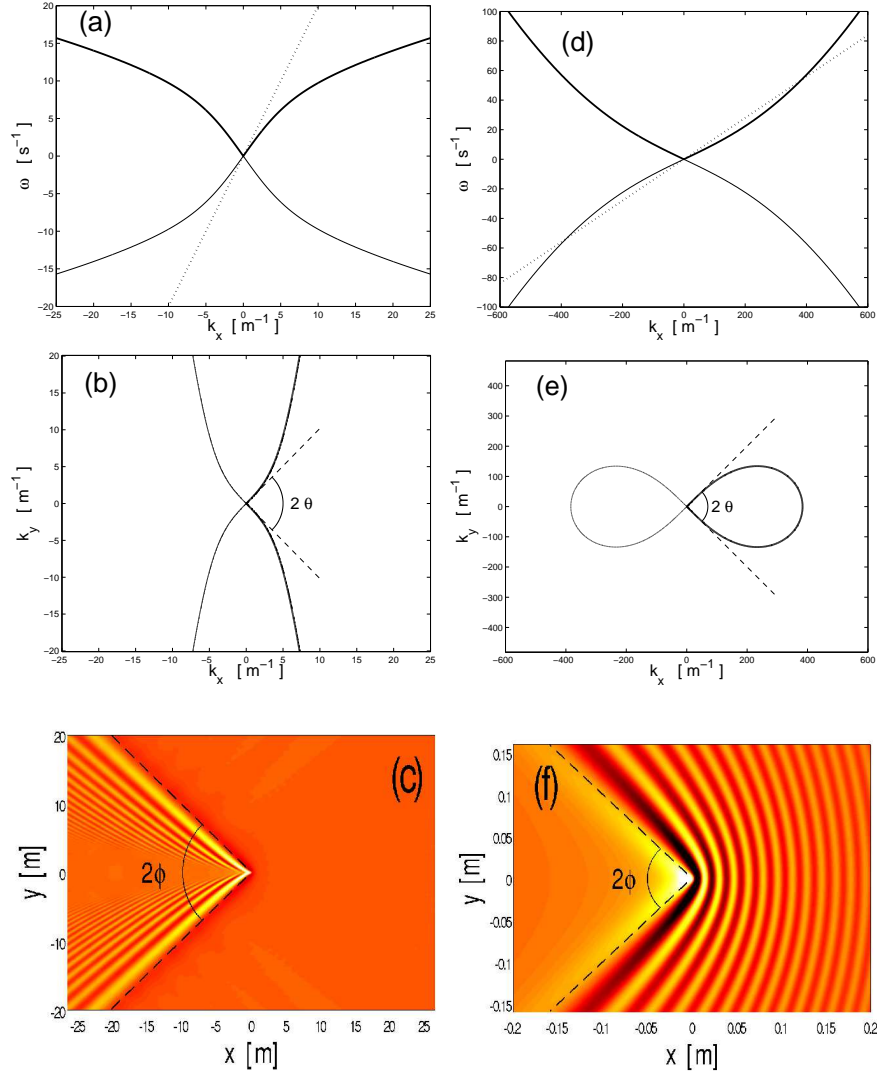 (a)
20
15
10
5
0
−5
−10
−15
−20
ω [ s⁻¹ ]
−25 −20 −15 −10 −5 0 5 10 15 20 25
k_x [ m⁻¹ ]
(d)
100
80
60
40
20
0
−20
−40
−60
−80
−100
ω [ s⁻¹ ]
−600 −400 −200 0 200 400 600
k_x [ m⁻¹ ]
(b)
20
15
10
5
0
−5
−10
−15
−20
k_y [ m⁻¹ ]
2 θ
−25 −20 −15 −10 −5 0 5 10 15 20 25
k_x [ m⁻¹ ]
(e)
400
300
200
100
0
−100
−200
−300
−400
k_y [ m⁻¹ ]
2 θ
−600 −400 −200 0 200 400 600
k_x [ m⁻¹ ]
(c)
20
10
0
-10
-20
y [m]
2ϕ
-25 -20 -15 -10 -5 0 5 10 15 20 25
x [m]
(f)
0.15
0.1
0.05
0
-0.05
-0.1
-0.15
y [m]
2ϕ
-0.2 -0.15 -0.1 -0.05 0 0.05 0.1 0.15 0.2
x [m]